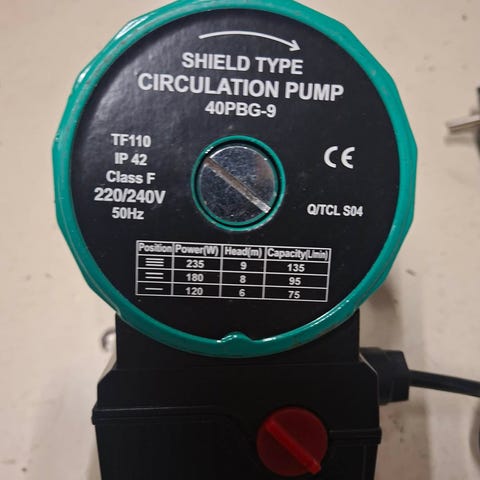 SHIELD TYPE
CIRCULATION PUMP
40PBG-9
TF110
IP 42
Class F
220/240V
50Hz
CE
Q/TCL S04
Position Power(W) Head(m) Capacity(L/min)
235 9 135
180 8 95
120 6 75